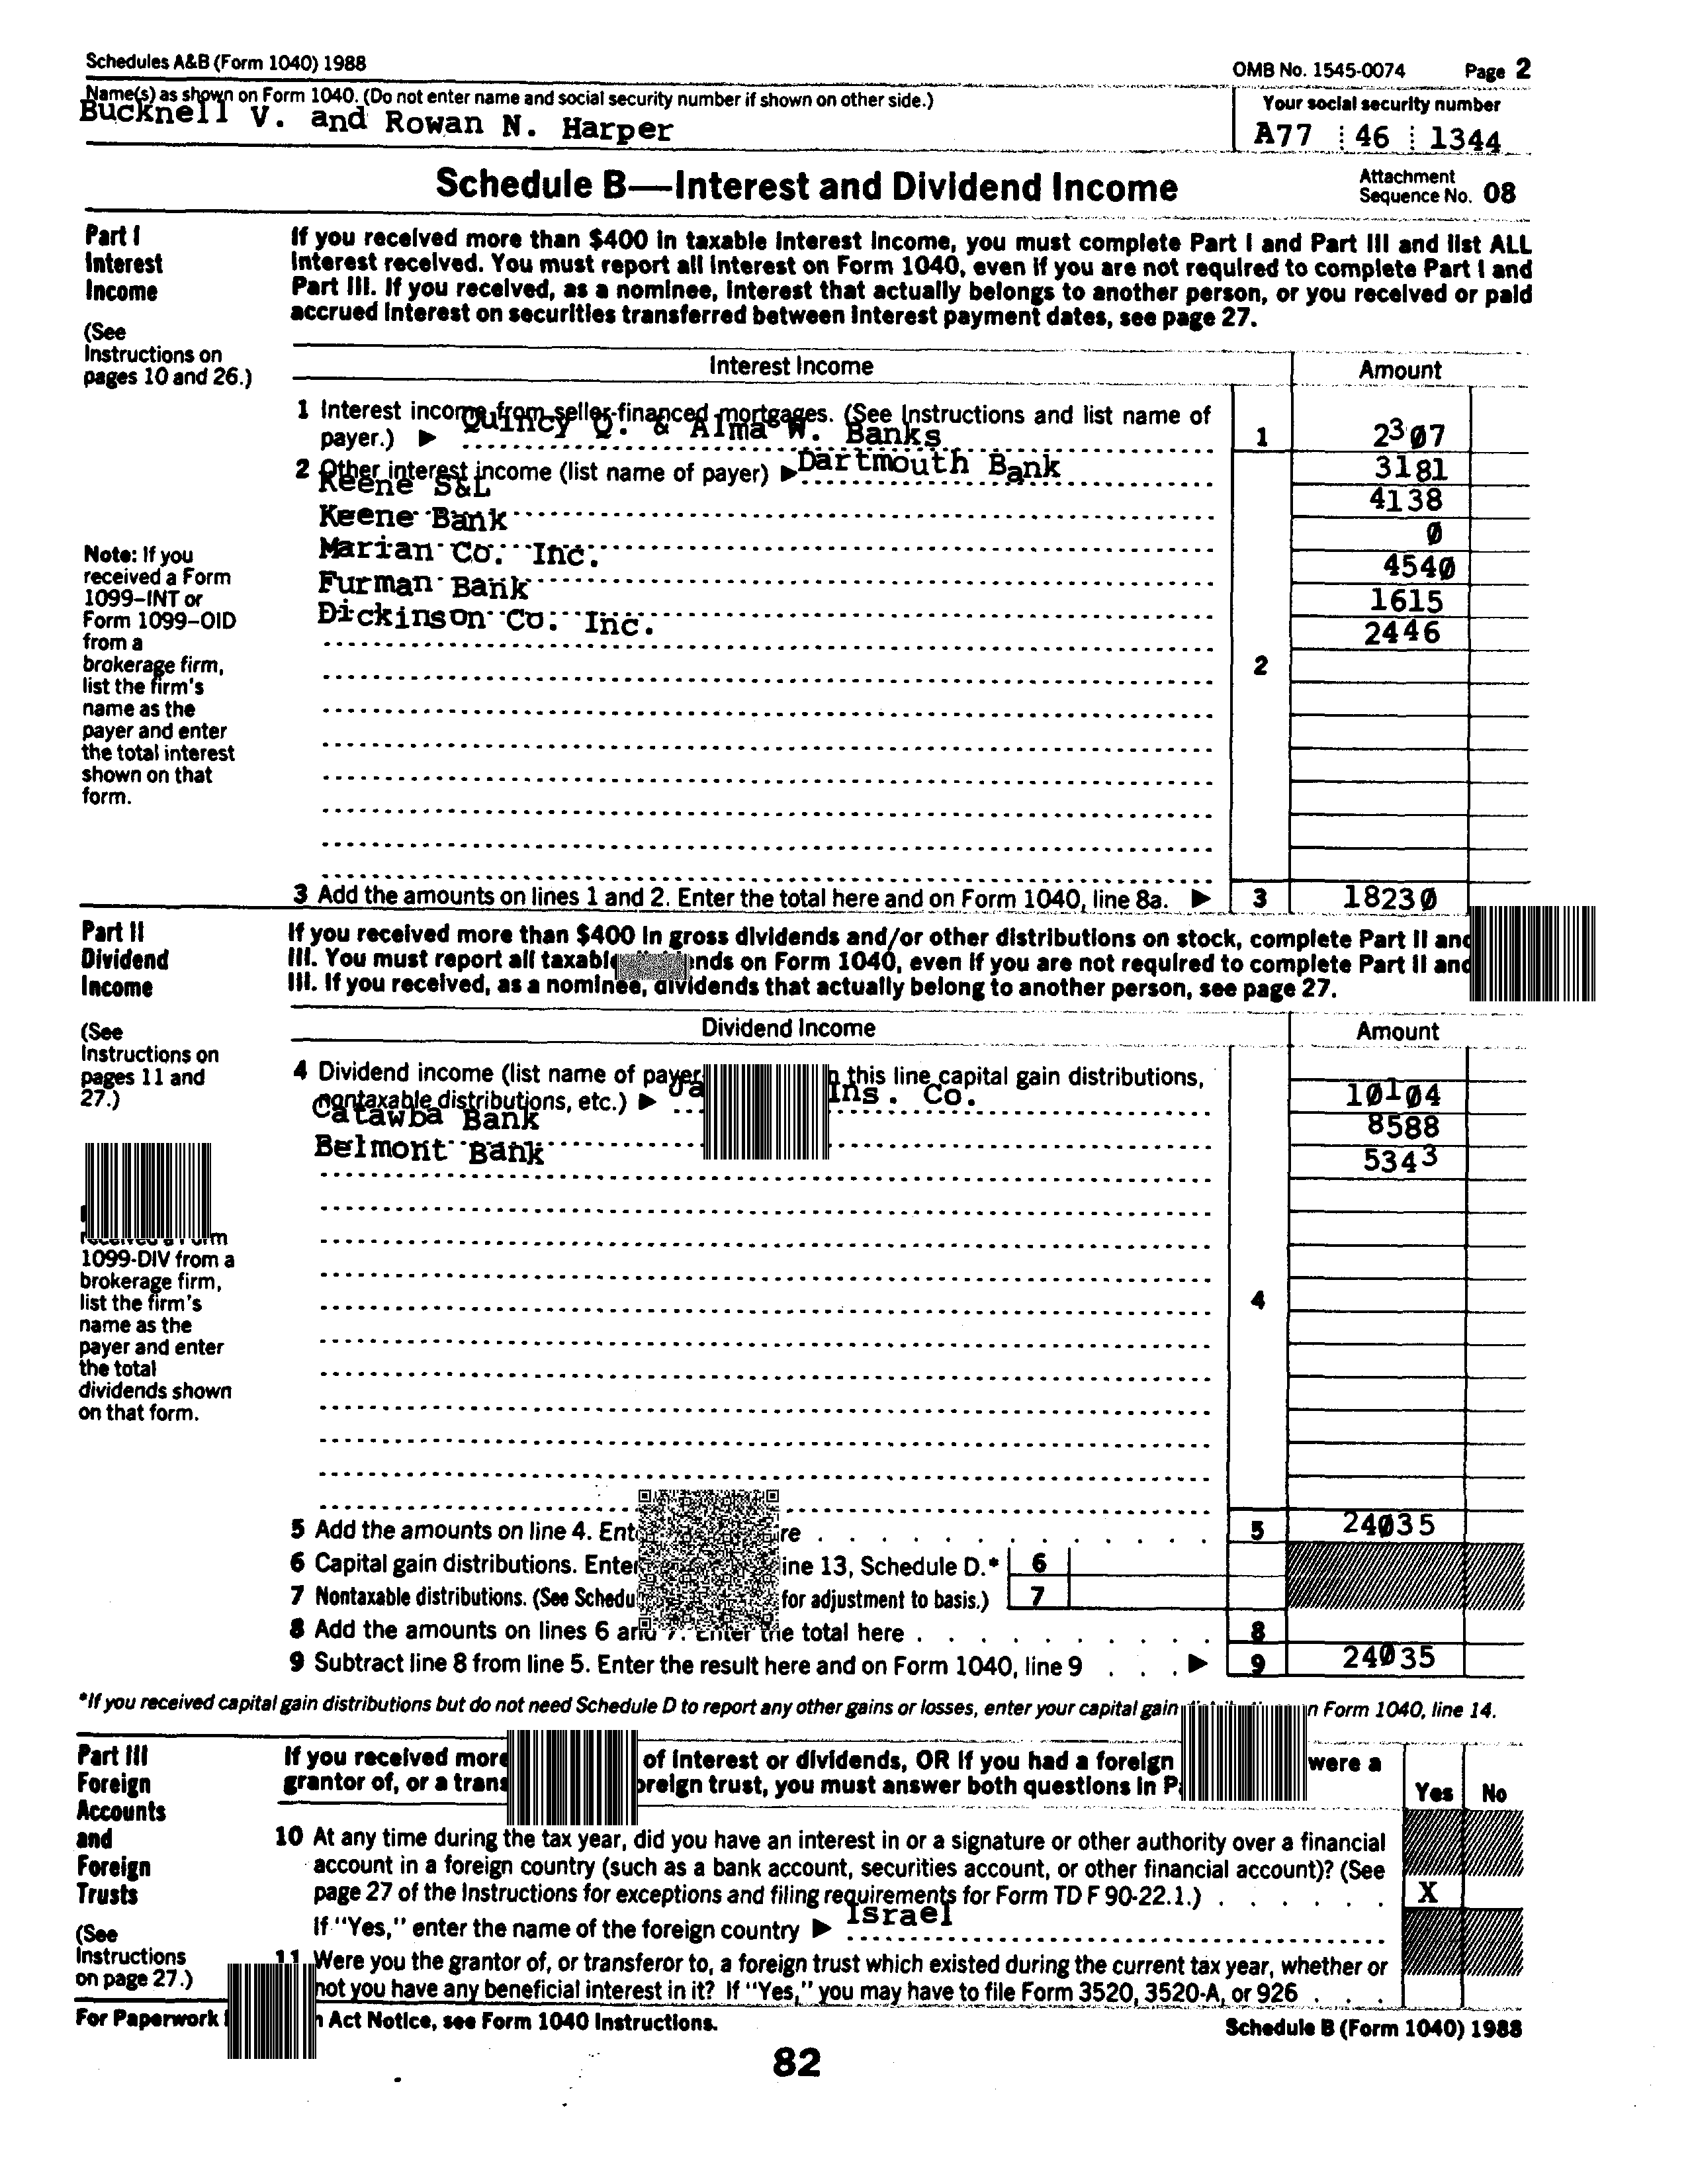 Schedules A&B (Form 1040) 1988 OMB No. 1545-0074 Page 2
Name(s) as shown on Form 1040. (Do not enter name and social security number if shown on other side.) Your social security number
Bucknell V. and Rowan N. Harper A77 46 1344
Schedule B—Interest and Dividend Income Attachment Sequence No. 08
Part I
Interest
Income
(See
Instructions on
pages 10 and 26.)
If you received more than $400 in taxable interest income, you must complete Part I and Part III and list ALL
interest received. You must report all interest on Form 1040, even if you are not required to complete Part I and
Part III. If you received, as a nominee, interest that actually belongs to another person, or you received or paid
accrued interest on securities transferred between interest payment dates, see page 27.
Interest Income Amount
1 Interest income from seller-financed mortgages. (See Instructions and list name of
payer.) ▶ Quincy Q. & Alma W. Banks 1 2307
2 Other interest income (list name of payer) ▶ Dartmouth Bank 3181
Keene S&L 4138
Keene Bank 0
Marian Co. Inc. 4540
Furman Bank 1615
Dickinson Co. Inc. 2446
2
Note: If you
received a Form
1099–INT or
Form 1099–OID
from a
brokerage firm,
list the firm's
name as the
payer and enter
the total interest
shown on that
form.
3 Add the amounts on lines 1 and 2. Enter the total here and on Form 1040, line 8a. ▶ 3 18230
Part II
Dividend
Income
(See
Instructions on
pages 11 and
27.)
If you received more than $400 in gross dividends and/or other distributions on stock, complete Part II and
III. You must report all on Form 1040, even if you are not required to complete Part II and
III. If you received, as a nominee, dividends that actually belong to another person, see page 27.
Dividend Income Amount
4 Dividend income (list name of this line capital gain distributions,
nontaxable distributions, etc.) ▶ Ins. Co. 10104
Catawba Bank 8588
Belmont Bank 5343
4
1099-DIV from a
brokerage firm,
list the firm's
name as the
payer and enter
the total
dividends shown
on that form.
5 Add the amounts on line 4. 5 24035
6 Capital gain distributions. Enter 13, Schedule D.* 6
7 Nontaxable distributions. (See for adjustment to basis.) 7
8 Add the amounts on lines 6 and 7. Enter the total here 8
9 Subtract line 8 from line 5. Enter the result here and on Form 1040, line 9 ▶ 9 24035
*If you received capital gain distributions but do not need Schedule D to report any other gains or losses, enter your capital gain Form 1040, line 14.
Part III
Foreign
Accounts
and
Foreign
Trusts
(See
Instructions
on page 27.)
If you received more of interest or dividends, OR if you had a foreign were a
grantor of, or a foreign trust, you must answer both questions in Yes No
10 At any time during the tax year, did you have an interest in or a signature or other authority over a financial
account in a foreign country (such as a bank account, securities account, or other financial account)? (See
page 27 of the Instructions for exceptions and filing requirements for Form TD F 90-22.1.) X
If "Yes," enter the name of the foreign country ▶ Israel
11 Were you the grantor of, or transferor to, a foreign trust which existed during the current tax year, whether or
not you have any beneficial interest in it? If "Yes," you may have to file Form 3520, 3520-A, or 926
For Paperwork Act Notice, see Form 1040 Instructions. Schedule B (Form 1040) 1988
82